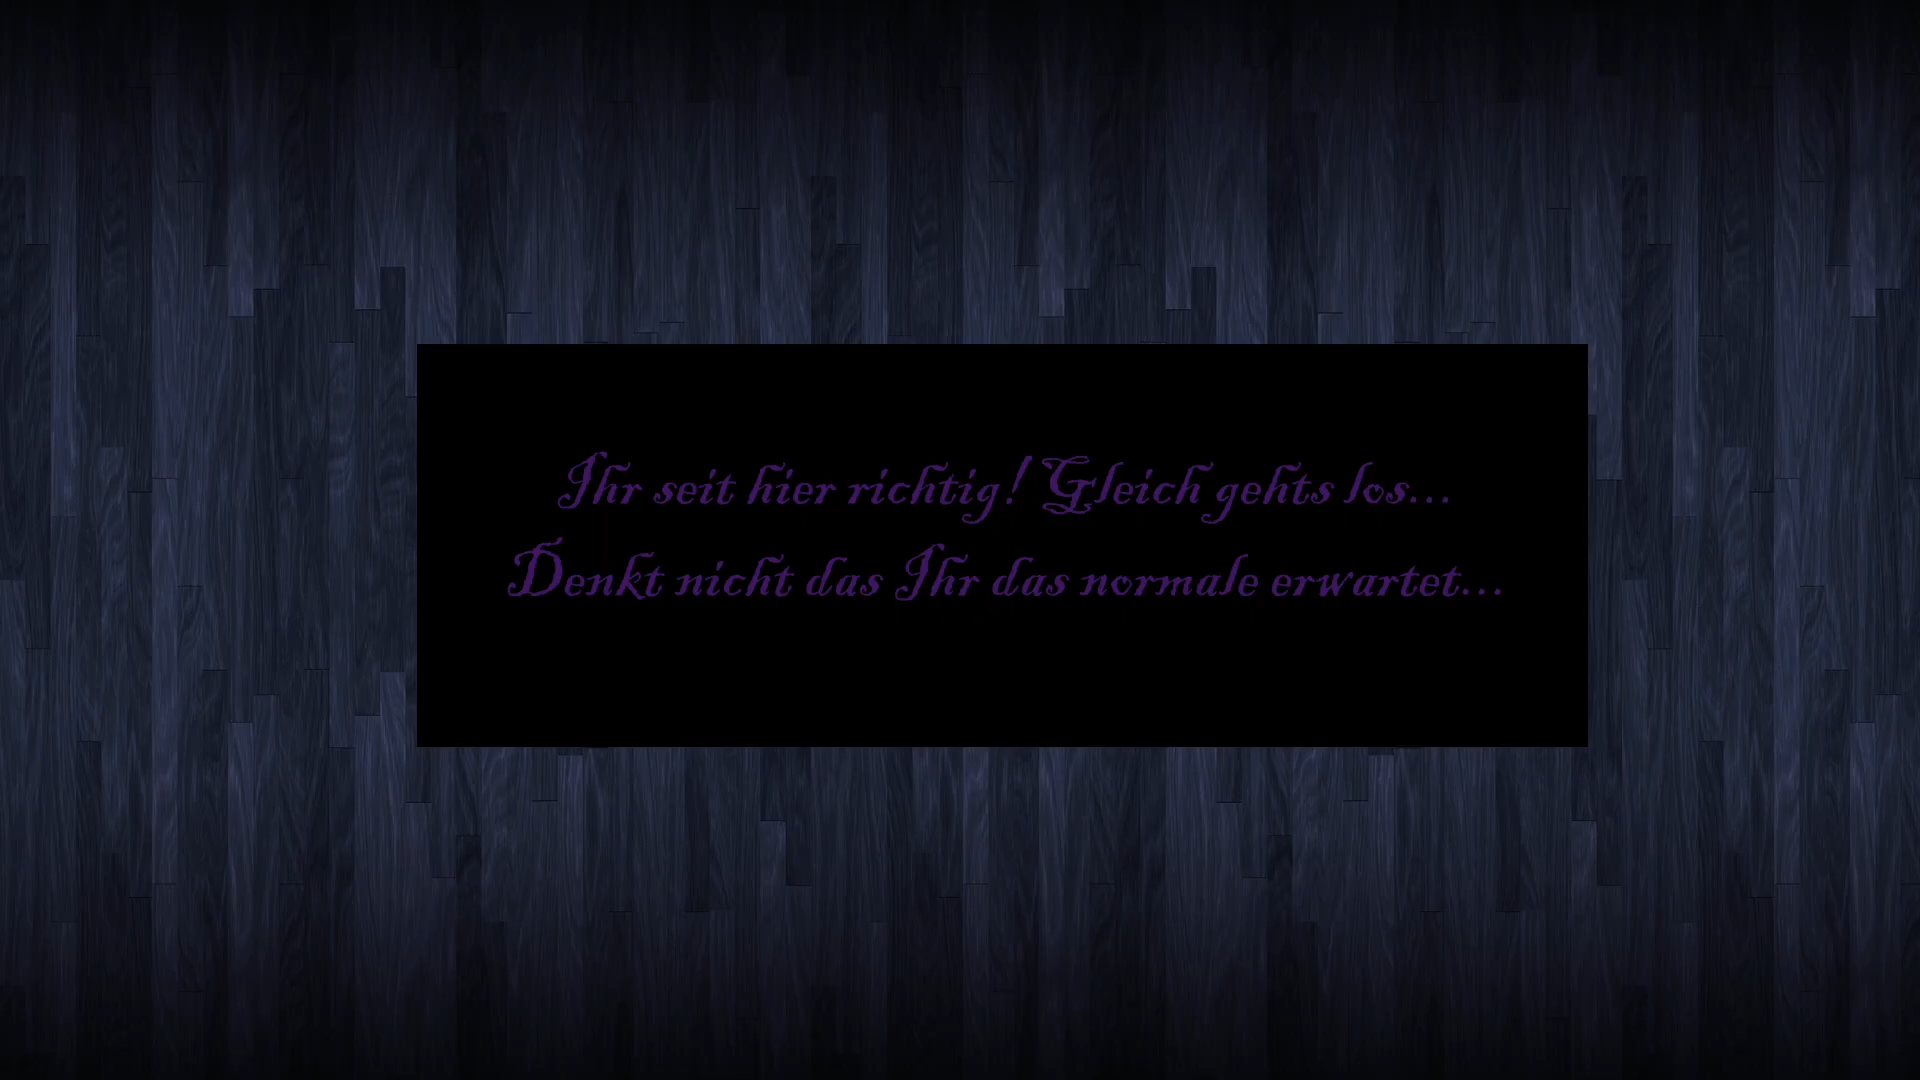 Ihr seit hier richtig! Gleich gehts los...
Denkt nicht das Ihr das normale erwartet...